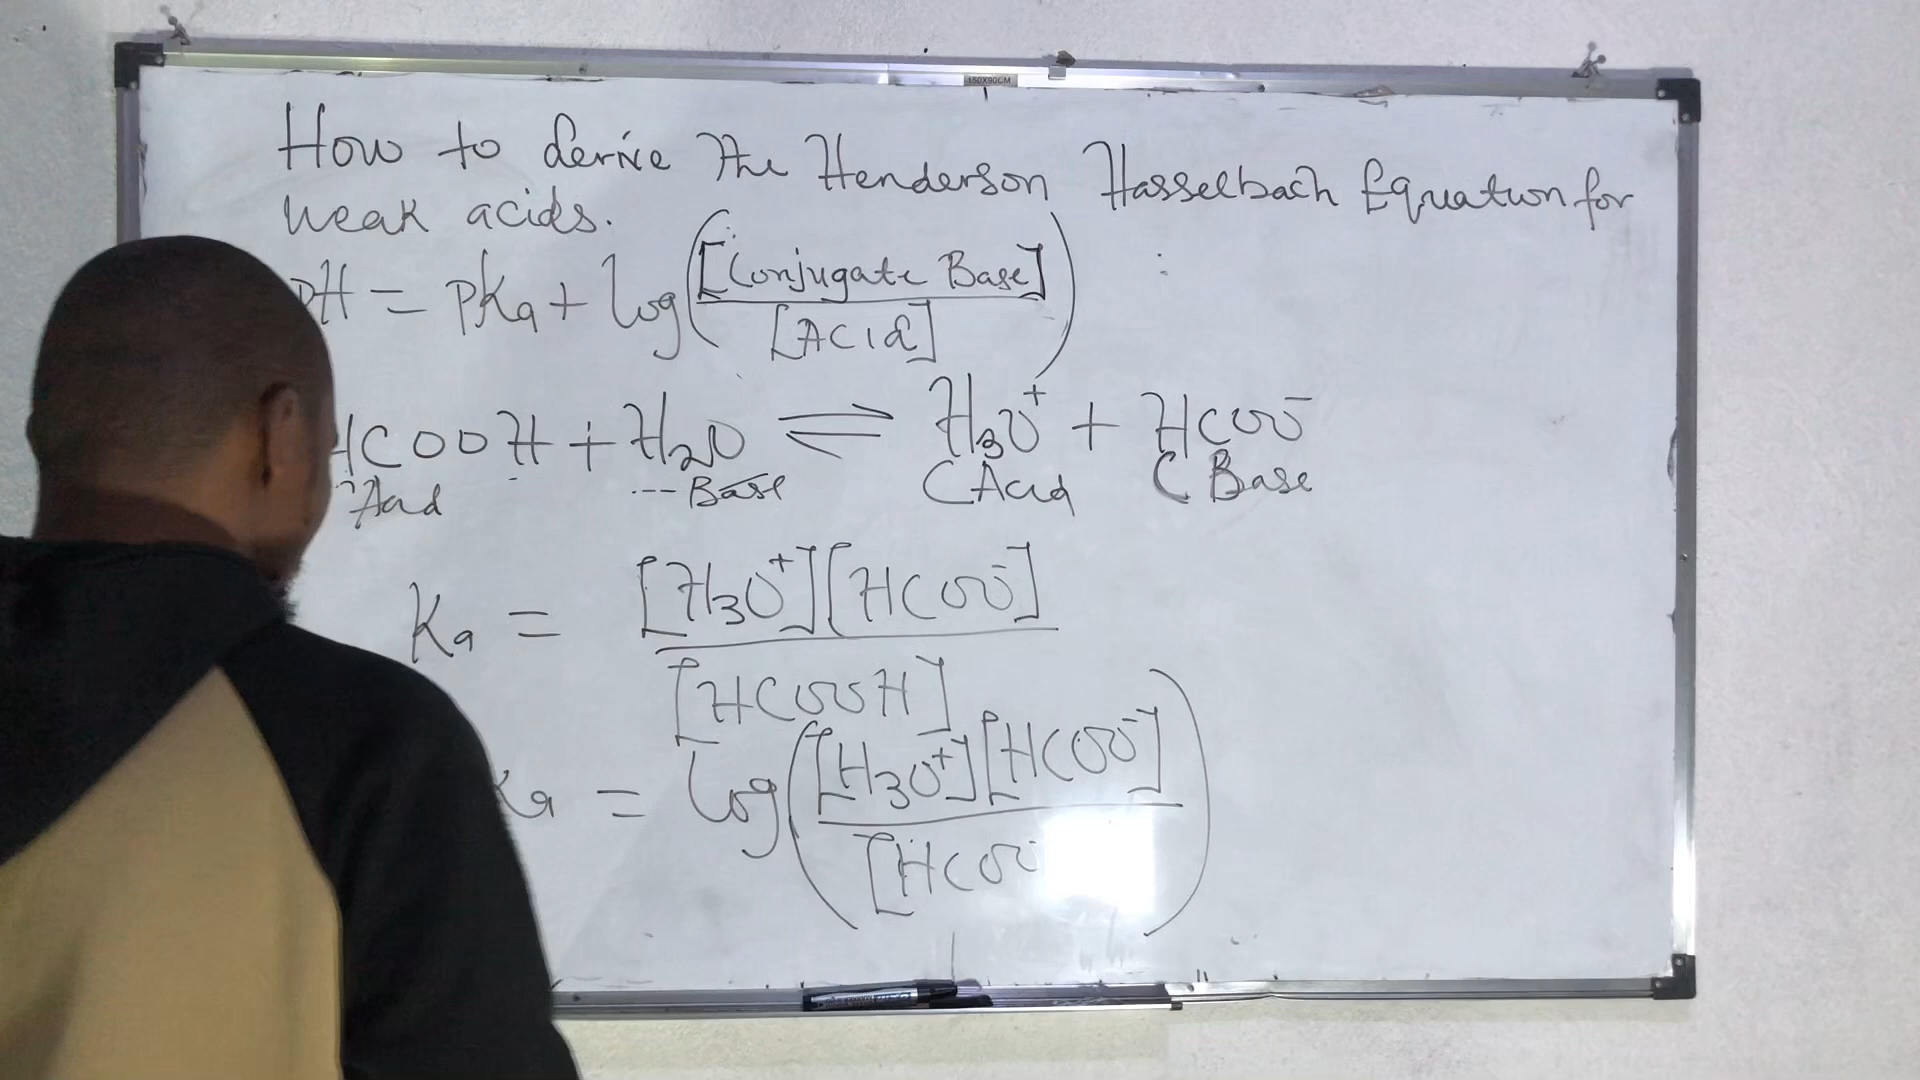 150X90CM
How to derive the Henderson Hasselbach Equation for
weak acids.
pH = pKa + log([Conjugate Base]/[Acid])
HCOOH + H₂O ⇌ H₃O⁺ + HCOO⁻
Acid Base C Acid C Base
Ka = [H₃O⁺][HCOO⁻]/[HCOOH]
Ka = log([H₃O⁺][HCOO⁻]/[HCOO